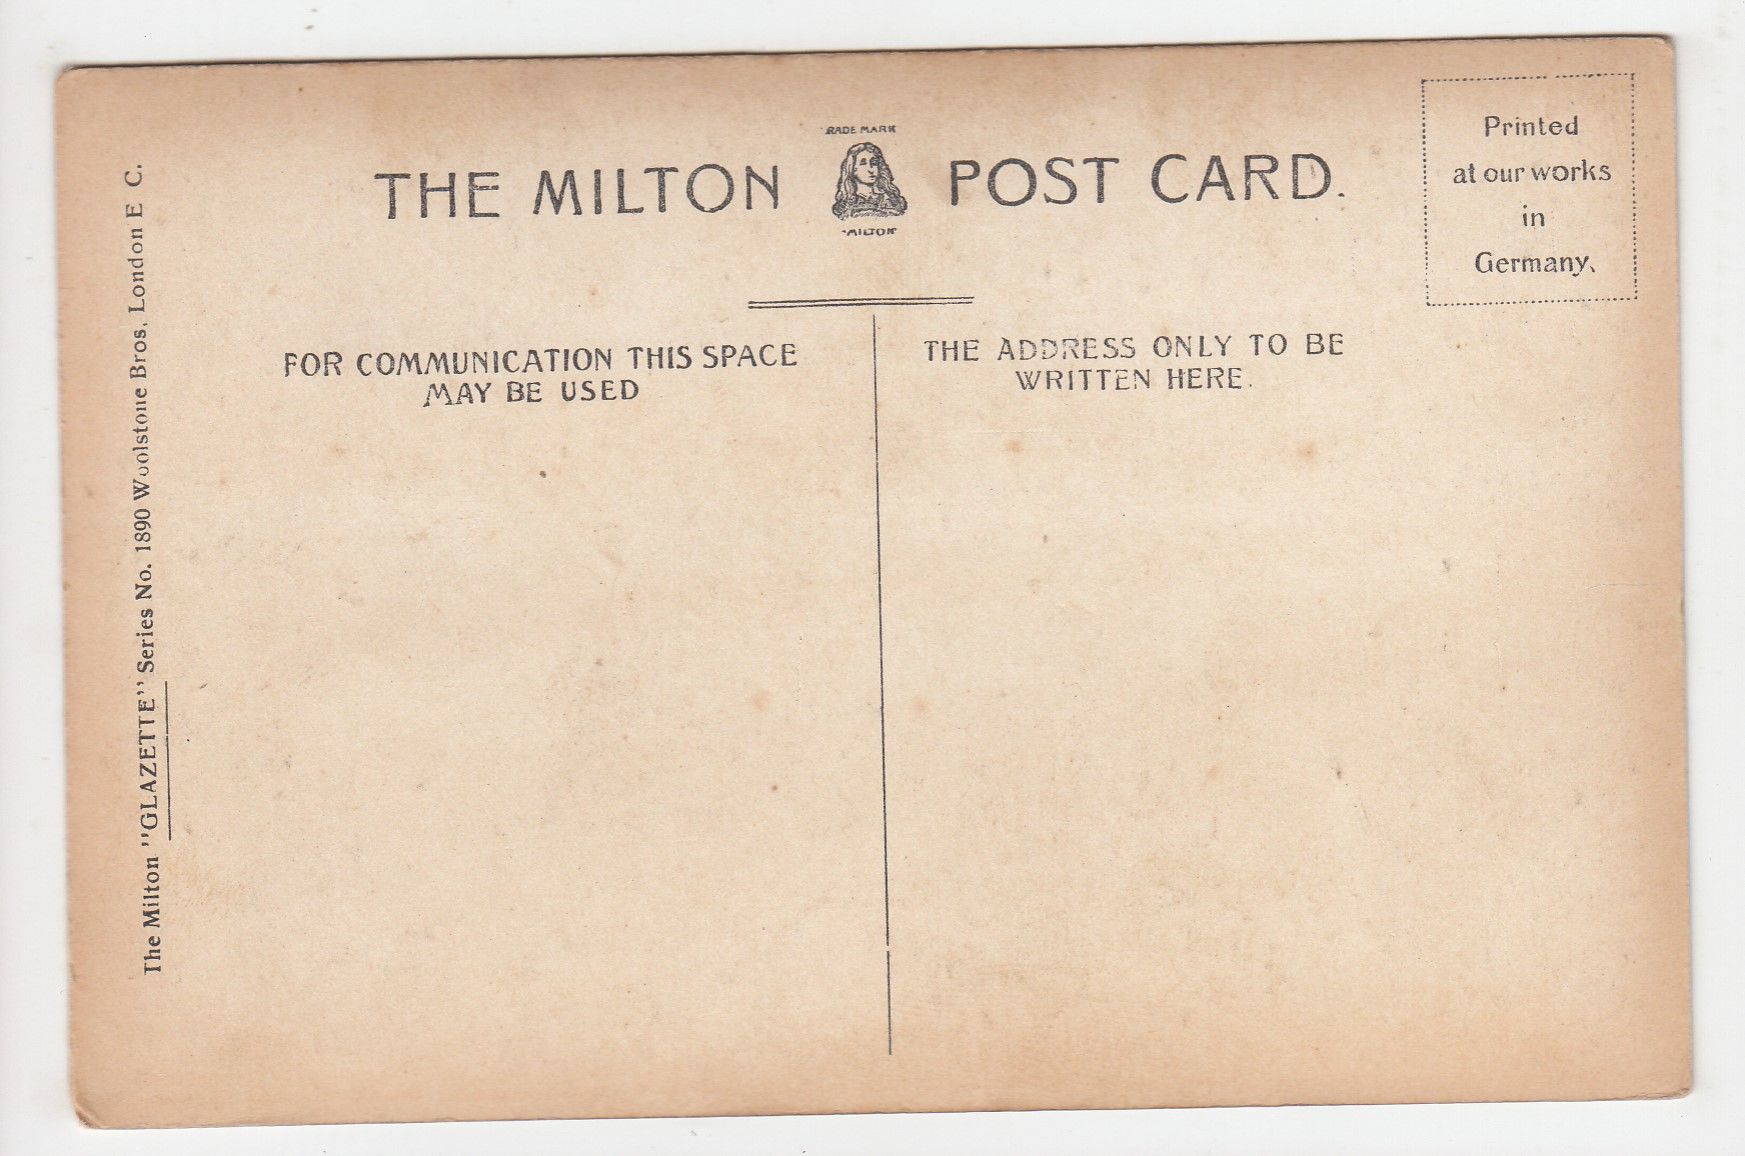 RADE MARK
THE MILTON POST CARD.
"MILTON"
Printed
at our works
in
Germany.
FOR COMMUNICATION THIS SPACE
MAY BE USED
THE ADDRESS ONLY TO BE
WRITTEN HERE.
The Milton "GLAZETTE" Series No. 1890 Woolstone Bros. London E C.